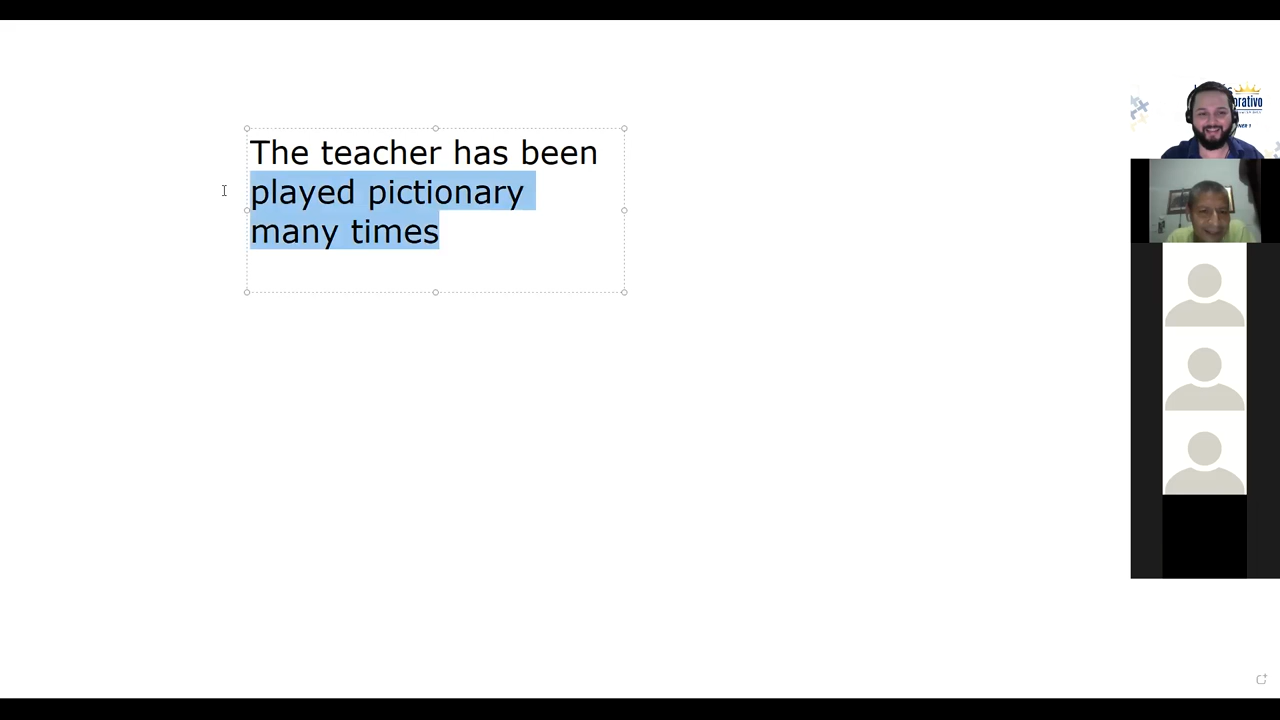 The teacher has been
played pictionary
many times